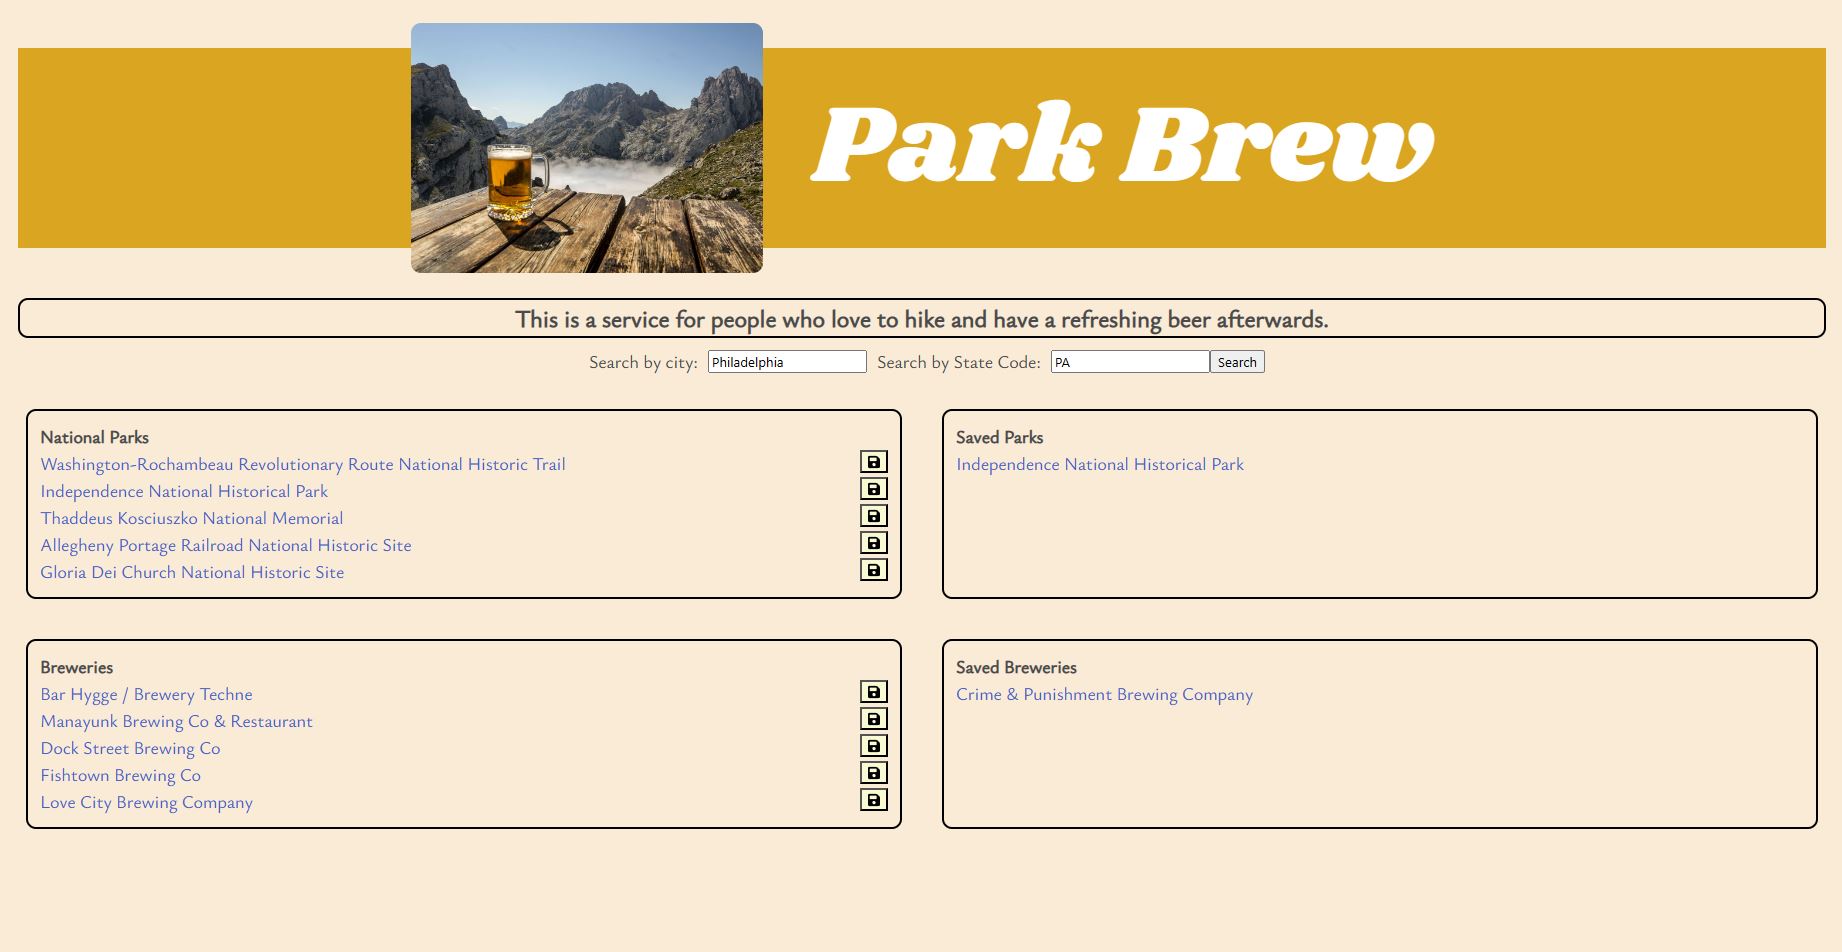 Park Brew
This is a service for people who love to hike and have a refreshing beer afterwards.
Search by city: Philadelphia Search by State Code: PA Search
National Parks
Washington-Rochambeau Revolutionary Route National Historic Trail
Independence National Historical Park
Thaddeus Kosciuszko National Memorial
Allegheny Portage Railroad National Historic Site
Gloria Dei Church National Historic Site
Saved Parks
Independence National Historical Park
Breweries
Bar Hygge / Brewery Techne
Manayunk Brewing Co & Restaurant
Dock Street Brewing Co
Fishtown Brewing Co
Love City Brewing Company
Saved Breweries
Crime & Punishment Brewing Company